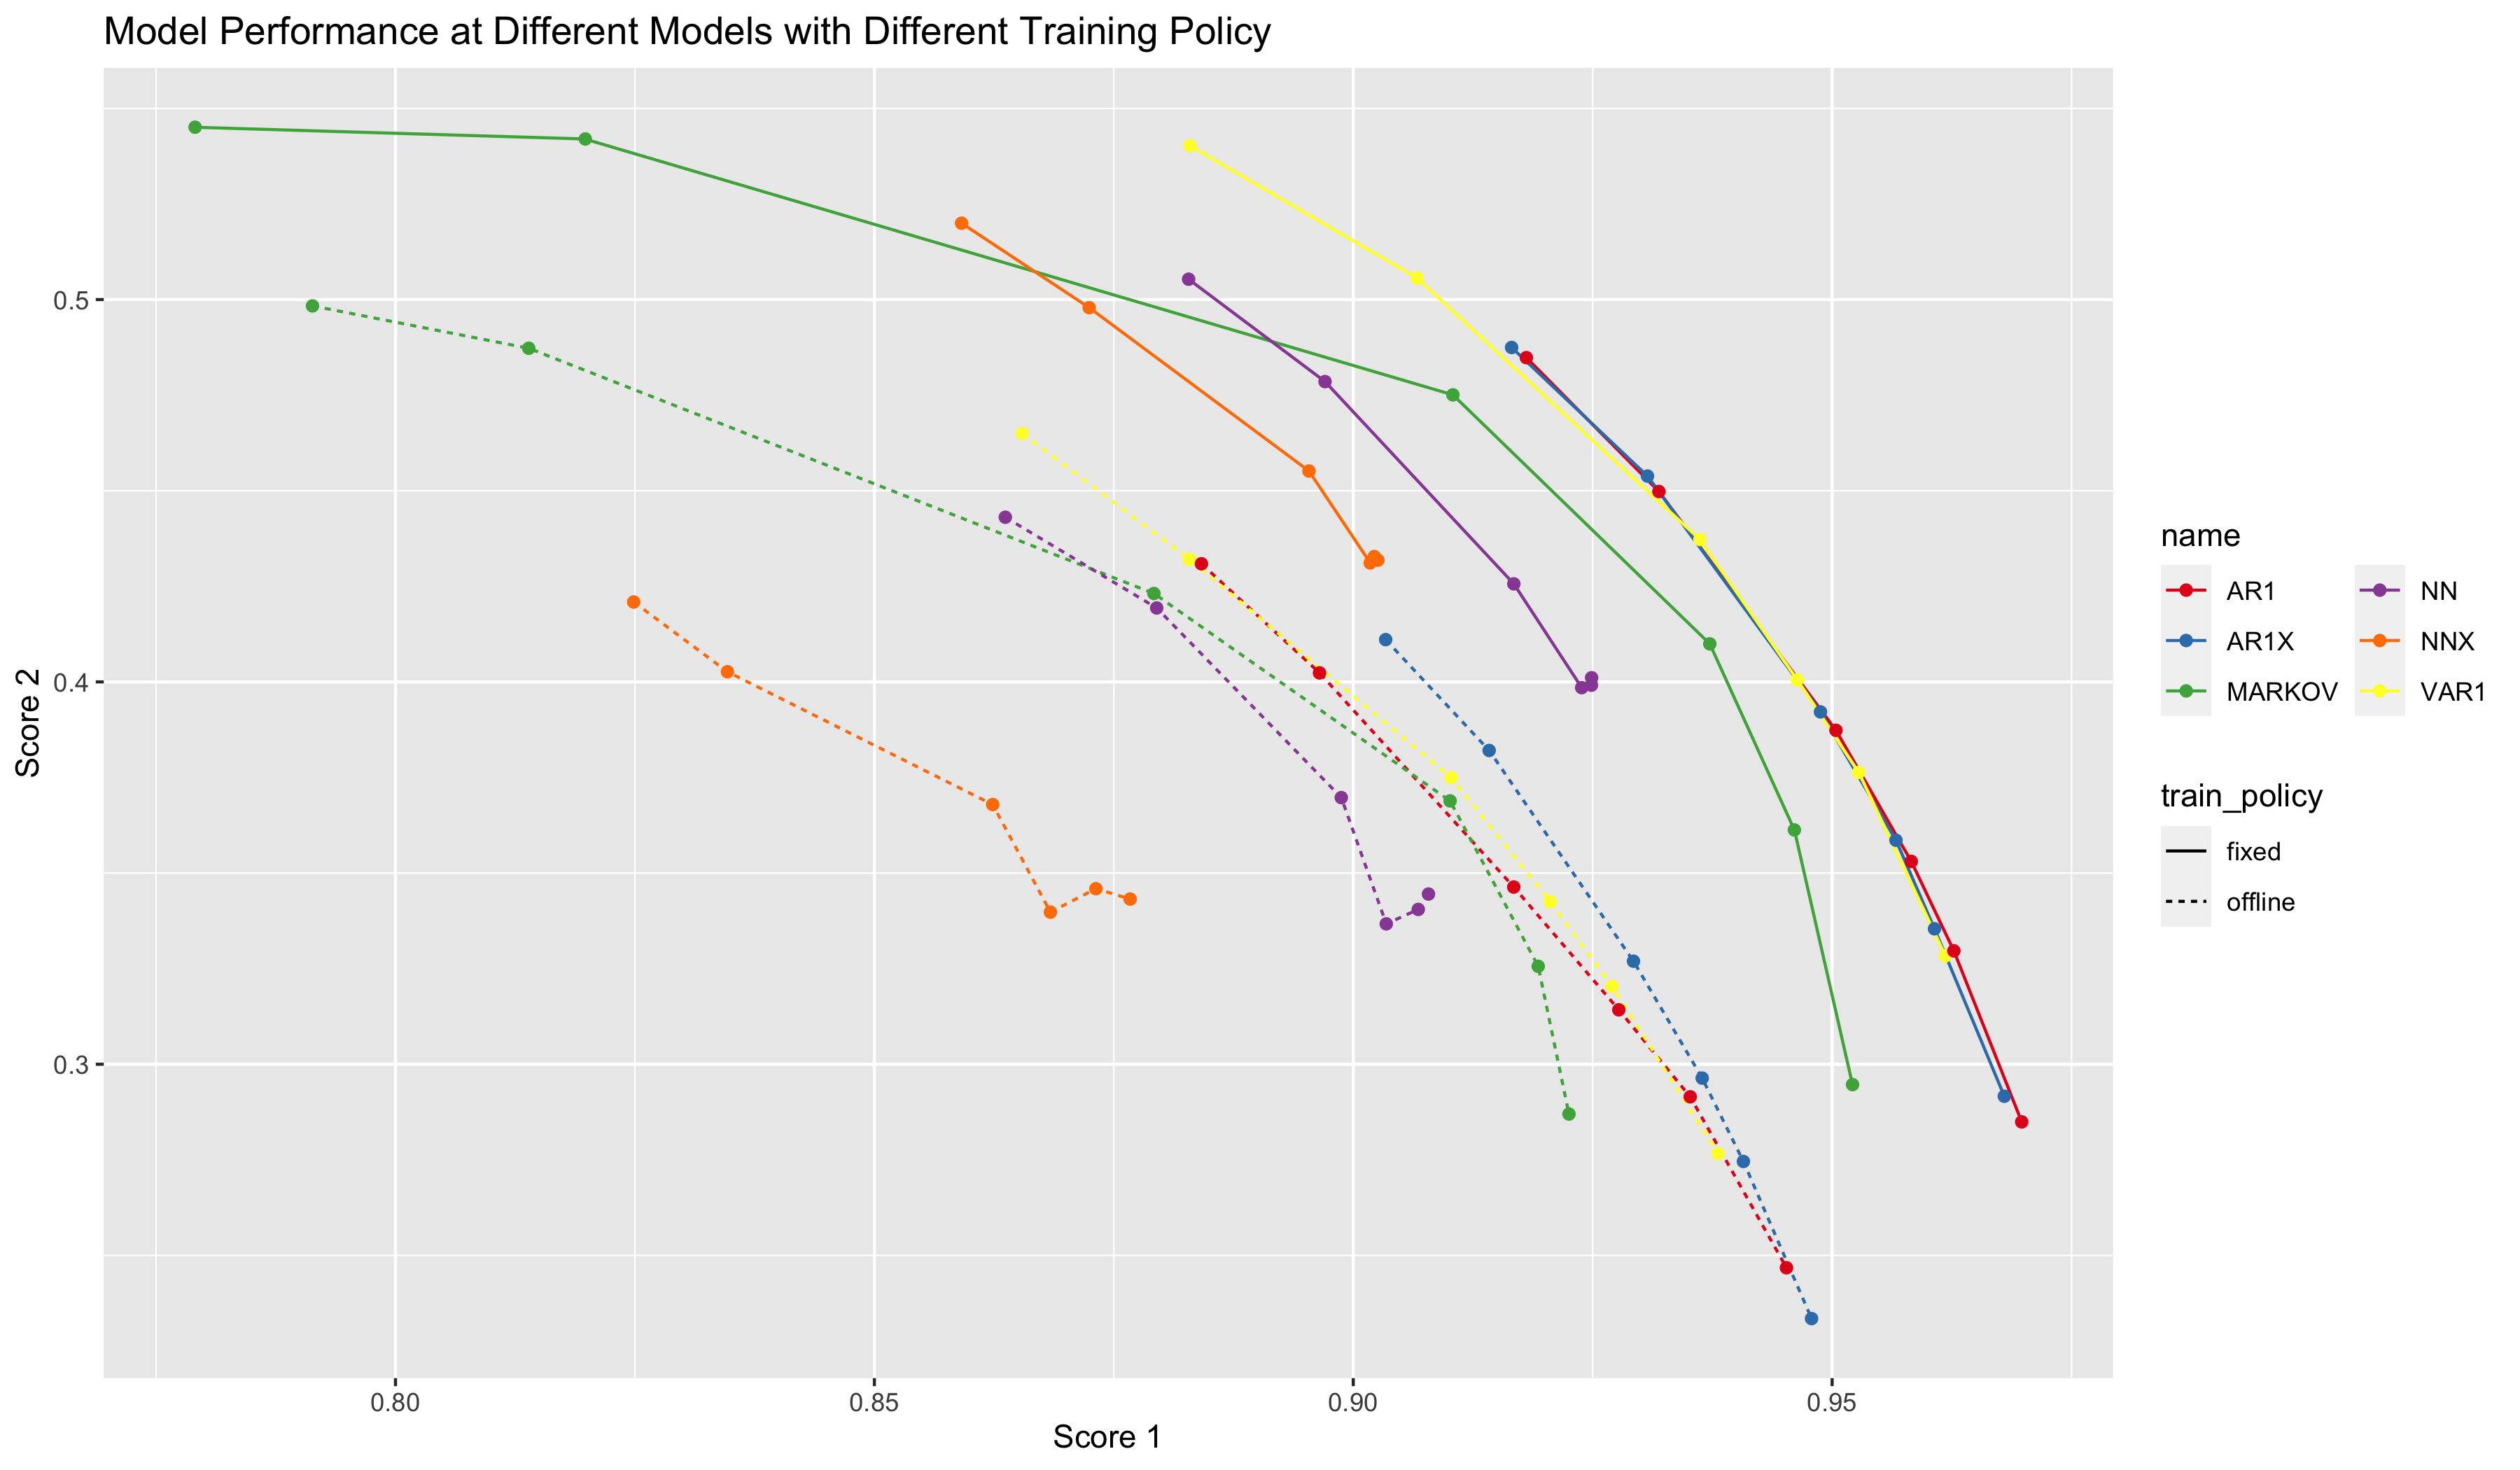 Model Performance at Different Models with Different Training Policy
Score 2
0.5
0.4
0.3
0.80 0.85 0.90 0.95
Score 1
name
AR1 NN
AR1X NNX
MARKOV VAR1
train_policy
fixed
offline